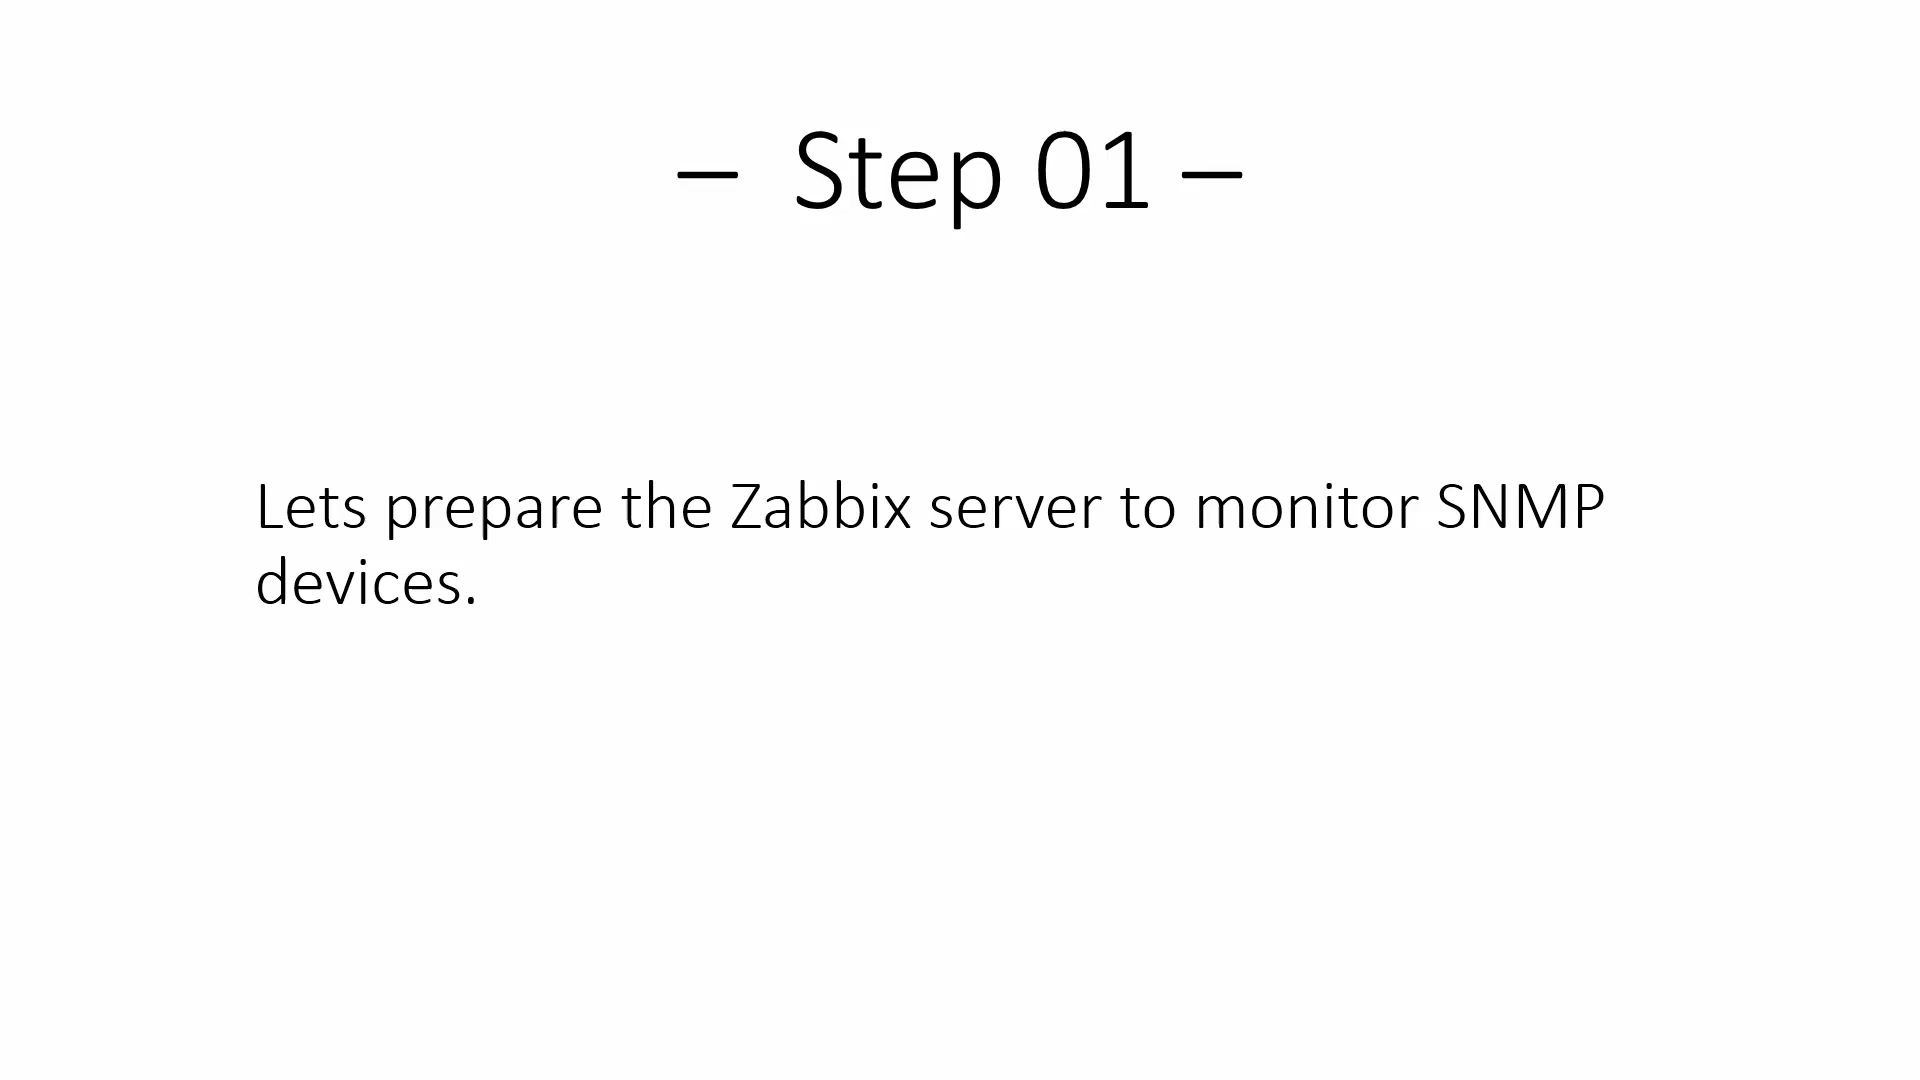 – Step 01 –
Lets prepare the Zabbix server to monitor SNMP
devices.